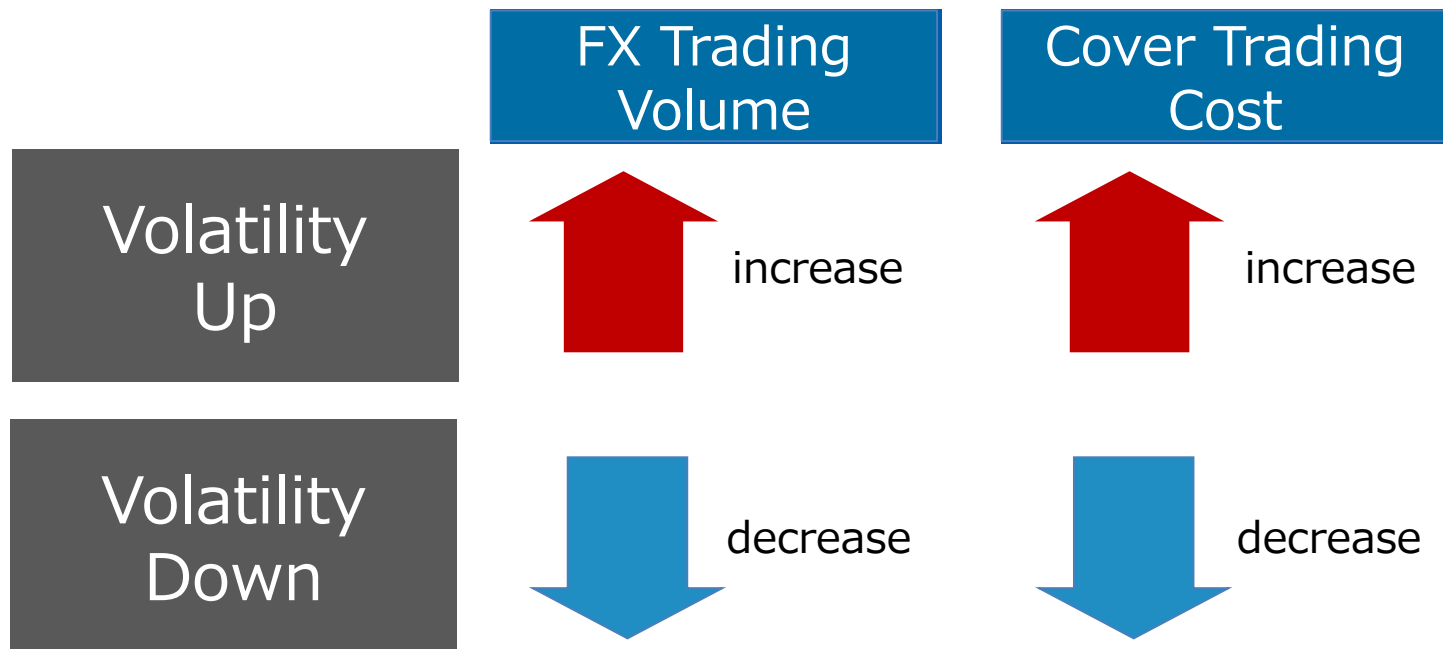 FX Trading
Volume
Cover Trading
Cost
Volatility
Up
increase
increase
Volatility
Down
decrease
decrease